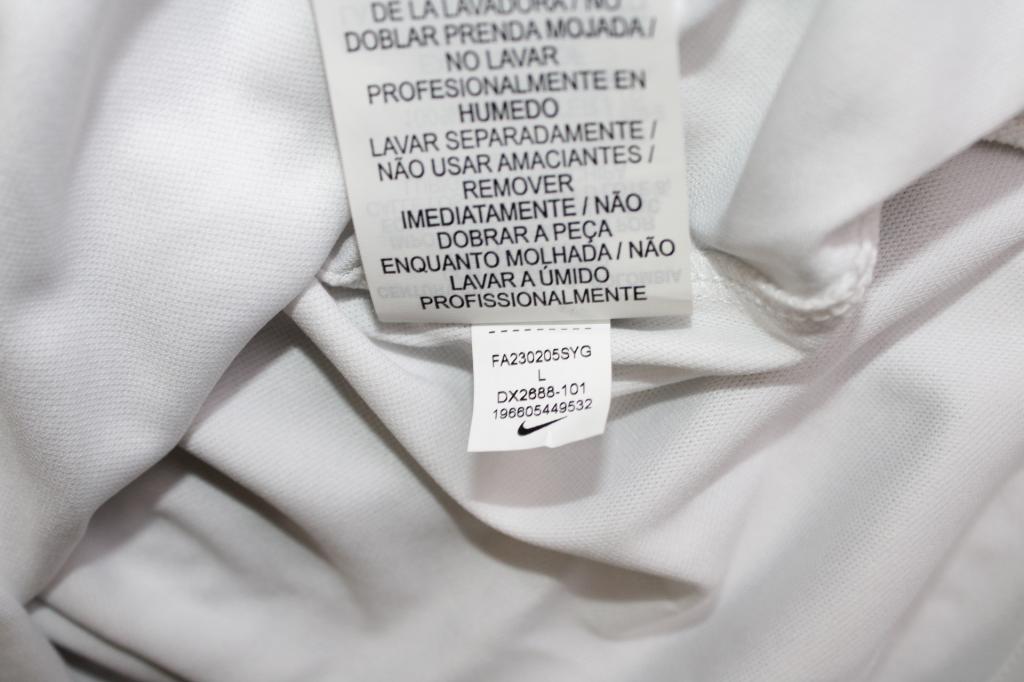 DE LA LAVADORA / NO
DOBLAR PRENDA MOJADA /
NO LAVAR
PROFESIONALMENTE EN
HUMEDO
LAVAR SEPARADAMENTE /
NÃO USAR AMACIANTES /
REMOVER
IMEDIATAMENTE / NÃO
DOBRAR A PEÇA
ENQUANTO MOLHADA / NÃO
LAVAR A ÚMIDO
PROFISSIONALMENTE
FA230205SYG
L
DX2688-101
196605449532